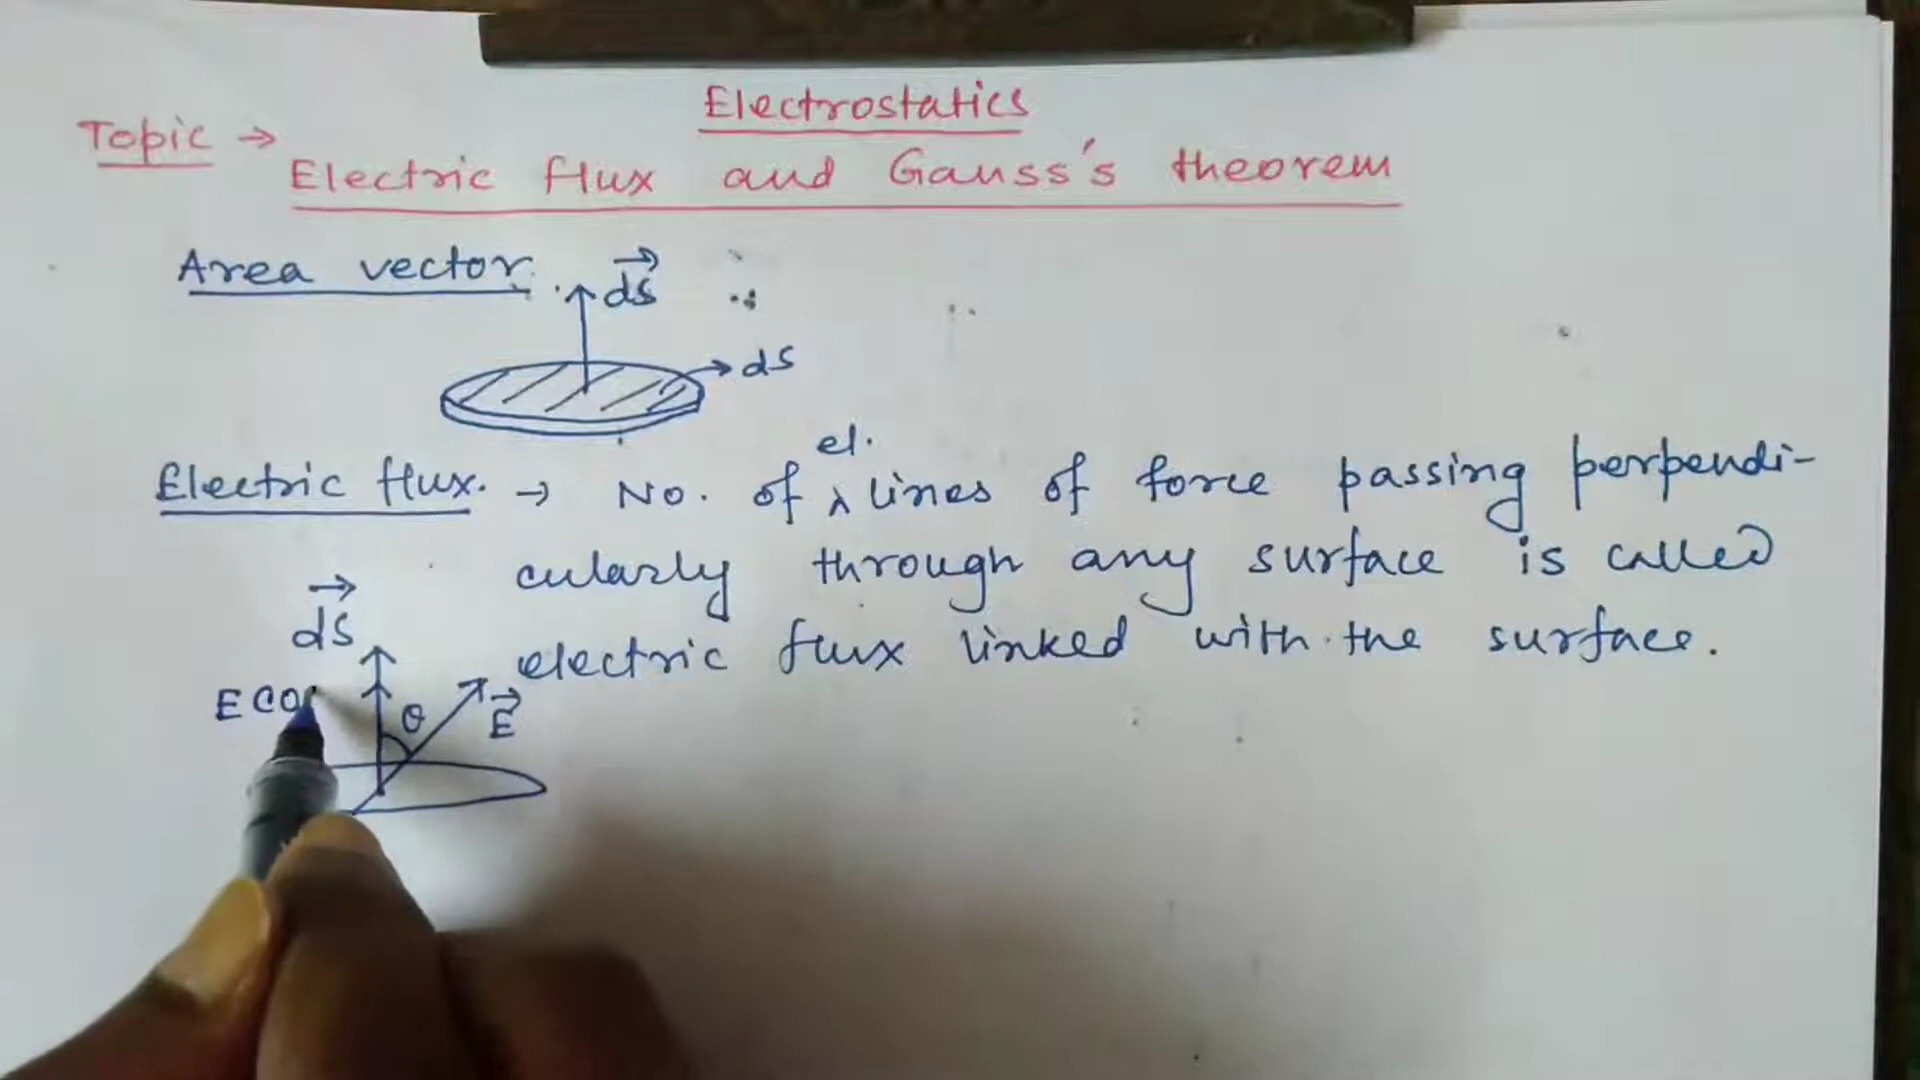 Electrostatics
Topic → Electric flux and Gauss's theorem
Area vector.
dS
dS
el.
Electric flux. → No. of λ lines of force passing perpendi-
cularly through any surface is called
electric flux linked with the surface.
dS
E
θ